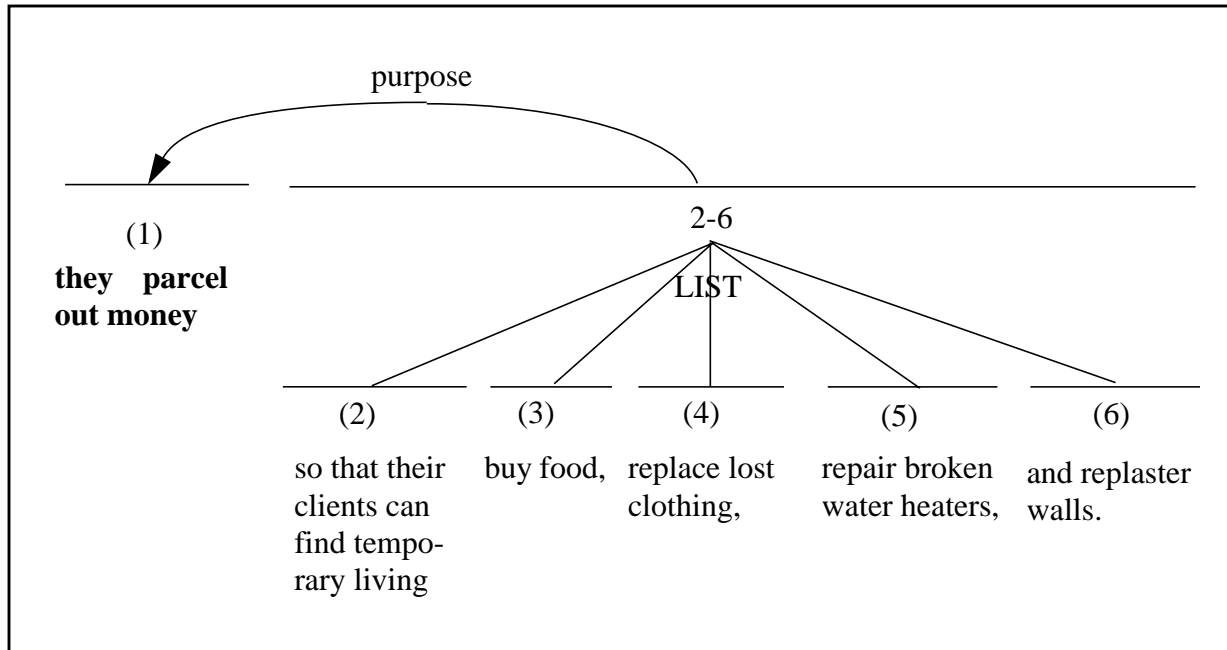 purpose
(1)
they parcel
out money
2-6
LIST
(2)
so that their
clients can
find tempo-
rary living
(3)
buy food,
(4)
replace lost
clothing,
(5)
repair broken
water heaters,
(6)
and replaster
walls.